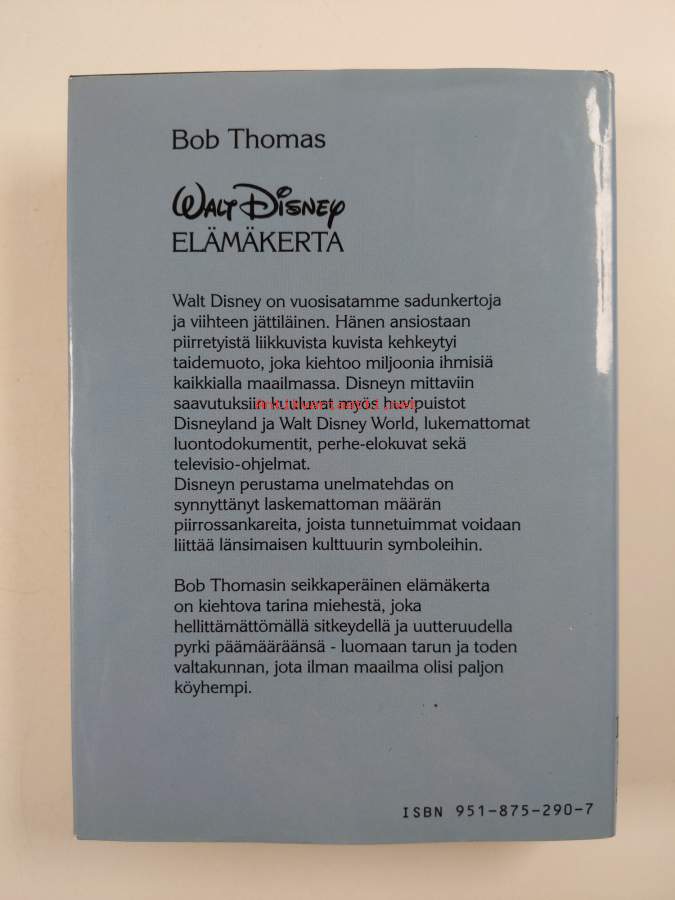 Bob Thomas
Walt Disney
ELÄMÄKERTA
Walt Disney on vuosisatamme sadunkertoja
ja viihteen jättiläinen. Hänen ansiostaan
piirretyistä liikkuvista kuvista kehkeytyi
taidemuoto, joka kiehtoo miljoonia ihmisiä
kaikkialla maailmassa. Disneyn mittaviin
saavutuksiin kuuluvat myös huvipuistot
antikvariaatti.net
Disneyland ja Walt Disney World, lukemattomat
luontodokumentit, perhe-elokuvat sekä
televisio-ohjelmat.
Disneyn perustama unelmatehdas on
synnyttänyt laskemattoman määrän
piirrossankareita, joista tunnetuimmat voidaan
liittää länsimaisen kulttuurin symboleihin.
Bob Thomasin seikkaperäinen elämäkerta
on kiehtova tarina miehestä, joka
hellittämättömällä sitkeydellä ja uutteruudella
pyrki päämääräänsä - luomaan tarun ja toden
valtakunnan, jota ilman maailma olisi paljon
köyhempi.
ISBN 951-875-290-7